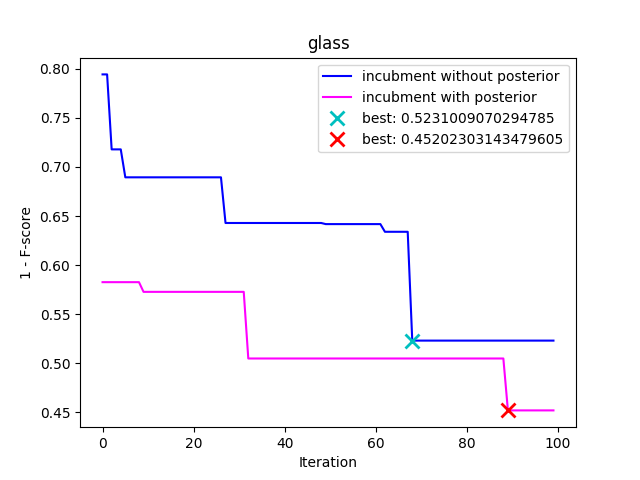 glass
incubment without posterior
incubment with posterior
best: 0.5231009070294785
best: 0.45202303143479605
1 - F-score
0.80
0.75
0.70
0.65
0.60
0.55
0.50
0.45
0 20 40 60 80 100
Iteration